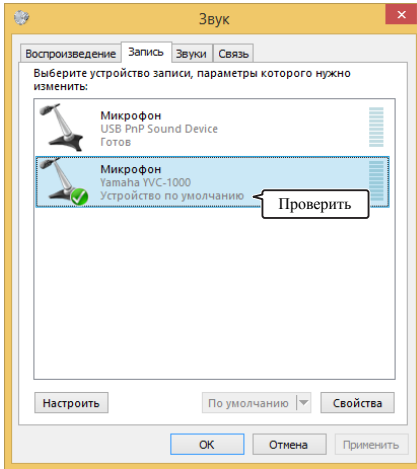 Звук
Воспроизведение Запись Звуки Связь
Выберите устройство записи, параметры которого нужно
изменить:
Микрофон
USB PnP Sound Device
Готов
Микрофон
Yamaha YVC-1000
Устройство по умолчанию
Проверить
Настроить По умолчанию Свойства
ОК Отмена Применить